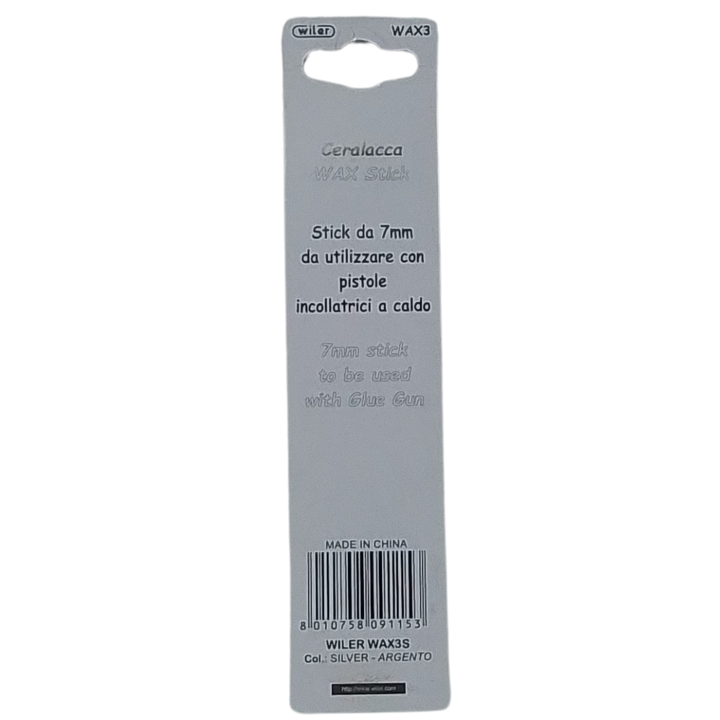 wiler WAX3
Ceralacca
WAX Stick
Stick da 7mm
da utilizzare con
pistole
incollatrici a caldo
7mm stick
to be used
with Glue Gun
MADE IN CHINA
8 010758 091153
WILER WAX3S
Col.: SILVER - ARGENTO